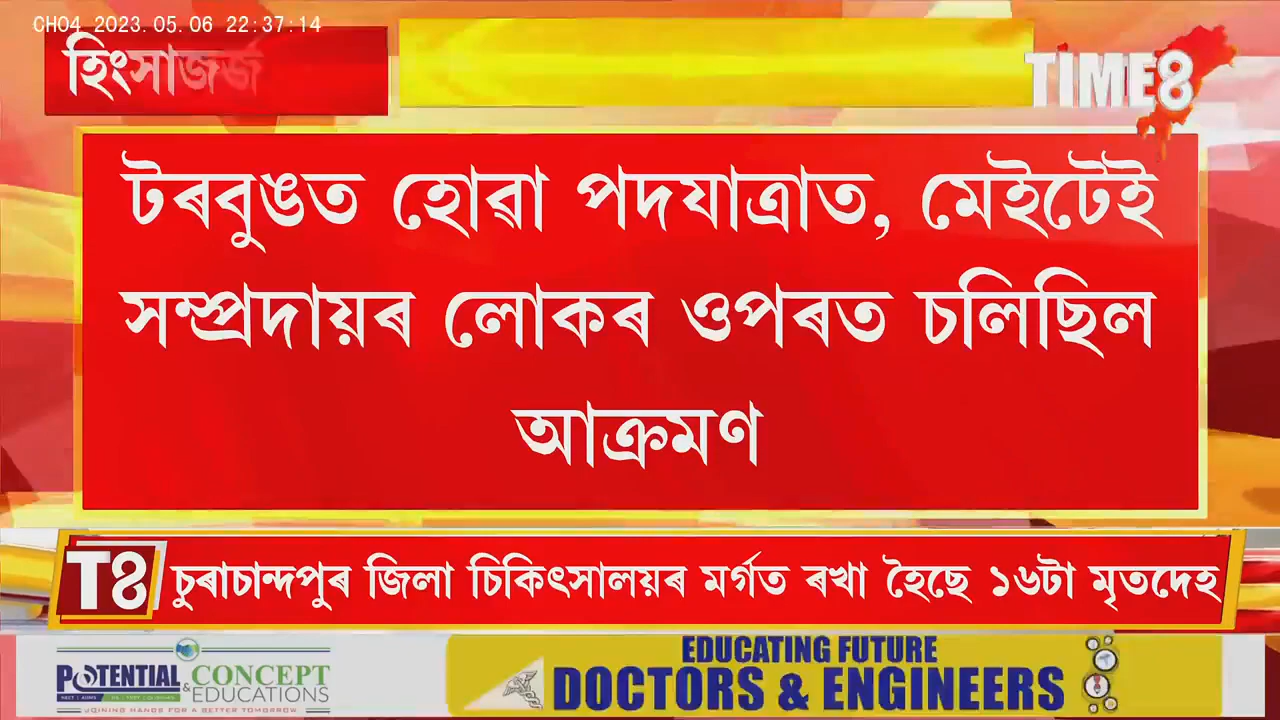 CH04 2023.05.06 22:37:14
হিংসাজৰ্জ
TIME8
টৰবুঙত হোৱা পদযাত্ৰাত, মেইটেই
সম্প্ৰদায়ৰ লোকৰ ওপৰত চলিছিল
আক্ৰমণ
T8 চুৰাচান্দপুৰ জিলা চিকিৎসালয়ৰ মৰ্গত ৰখা হৈছে ১৬টা মৃতদেহ
EDUCATING FUTURE
POTENTIAL & CONCEPT
EDUCATIONS
JOINING HANDS FOR A BETTER TOMORROW
DOCTORS & ENGINEERS